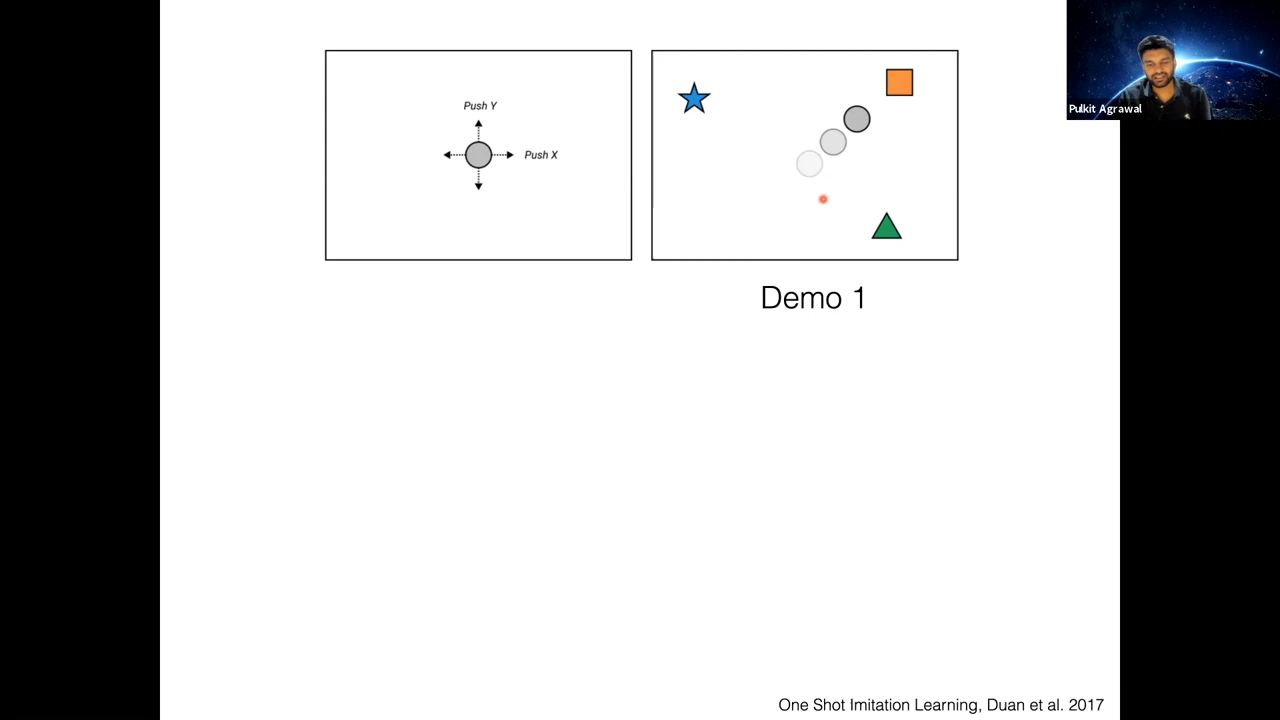 Push Y
Push X
Pulkit Agrawal
Demo 1
One Shot Imitation Learning, Duan et al. 2017